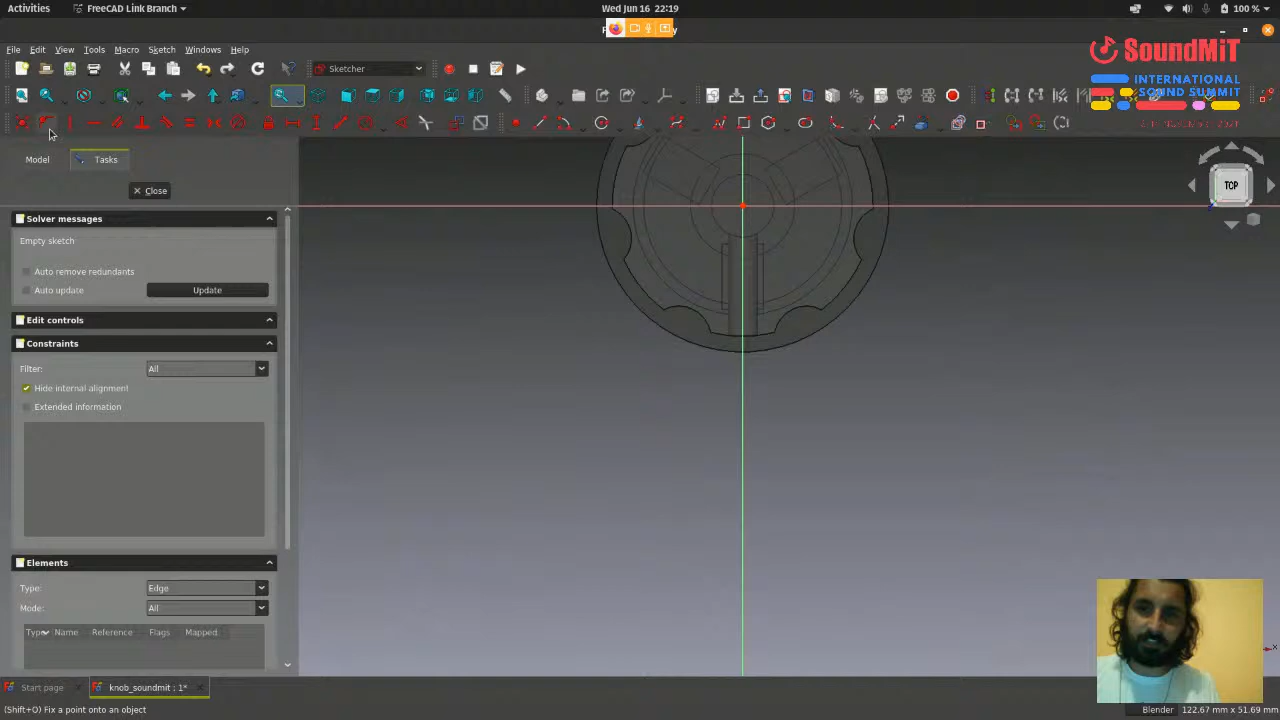 Activities
FreeCAD Link Branch
Wed Jun 16 22:19
100 %
File Edit View Tools Macro Sketch Windows Help
Sketcher
SoundMiT
INTERNATIONAL
SOUND SUMMIT
Model
Tasks
Close
TOP
Solver messages
Empty sketch
Auto remove redundants
Auto update
Update
Edit controls
Constraints
Filter:
All
Hide internal alignment
Extended information
Elements
Type:
Edge
Mode:
All
Type Name Reference Flags Mapped
Start page
knob_soundmit : 1*
(Shift+O) Fix a point onto an object
Blender
122.67 mm x 51.69 mm